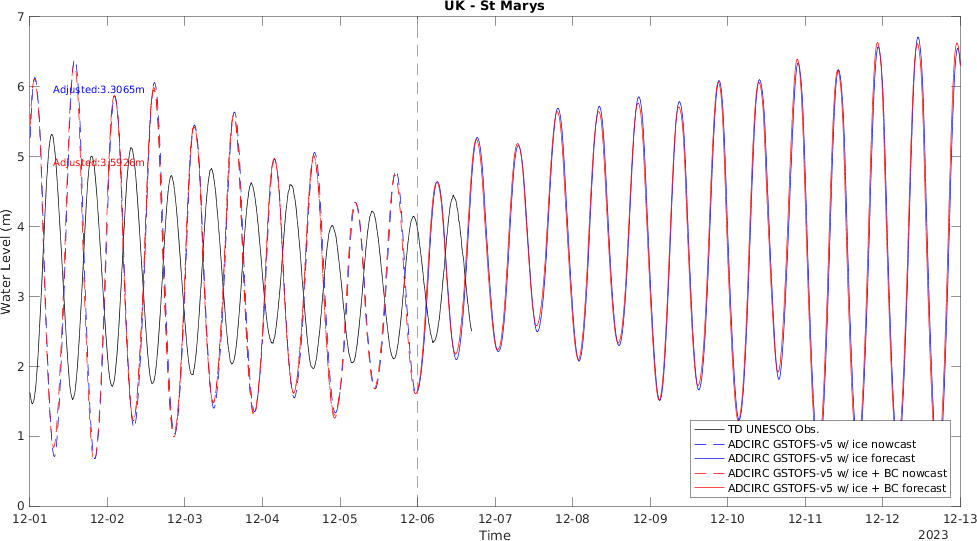 UK - St Marys
7
6
5
4
3
2
1
0
Water Level (m)
Adjusted:3.3065m
Adjusted:3.5926m
TD UNESCO Obs.
ADCIRC GSTOFS-v5 w/ ice nowcast
ADCIRC GSTOFS-v5 w/ ice forecast
ADCIRC GSTOFS-v5 w/ ice + BC nowcast
ADCIRC GSTOFS-v5 w/ ice + BC forecast
12-01 12-02 12-03 12-04 12-05 12-06 12-07 12-08 12-09 12-10 12-11 12-12 12-13
Time
2023